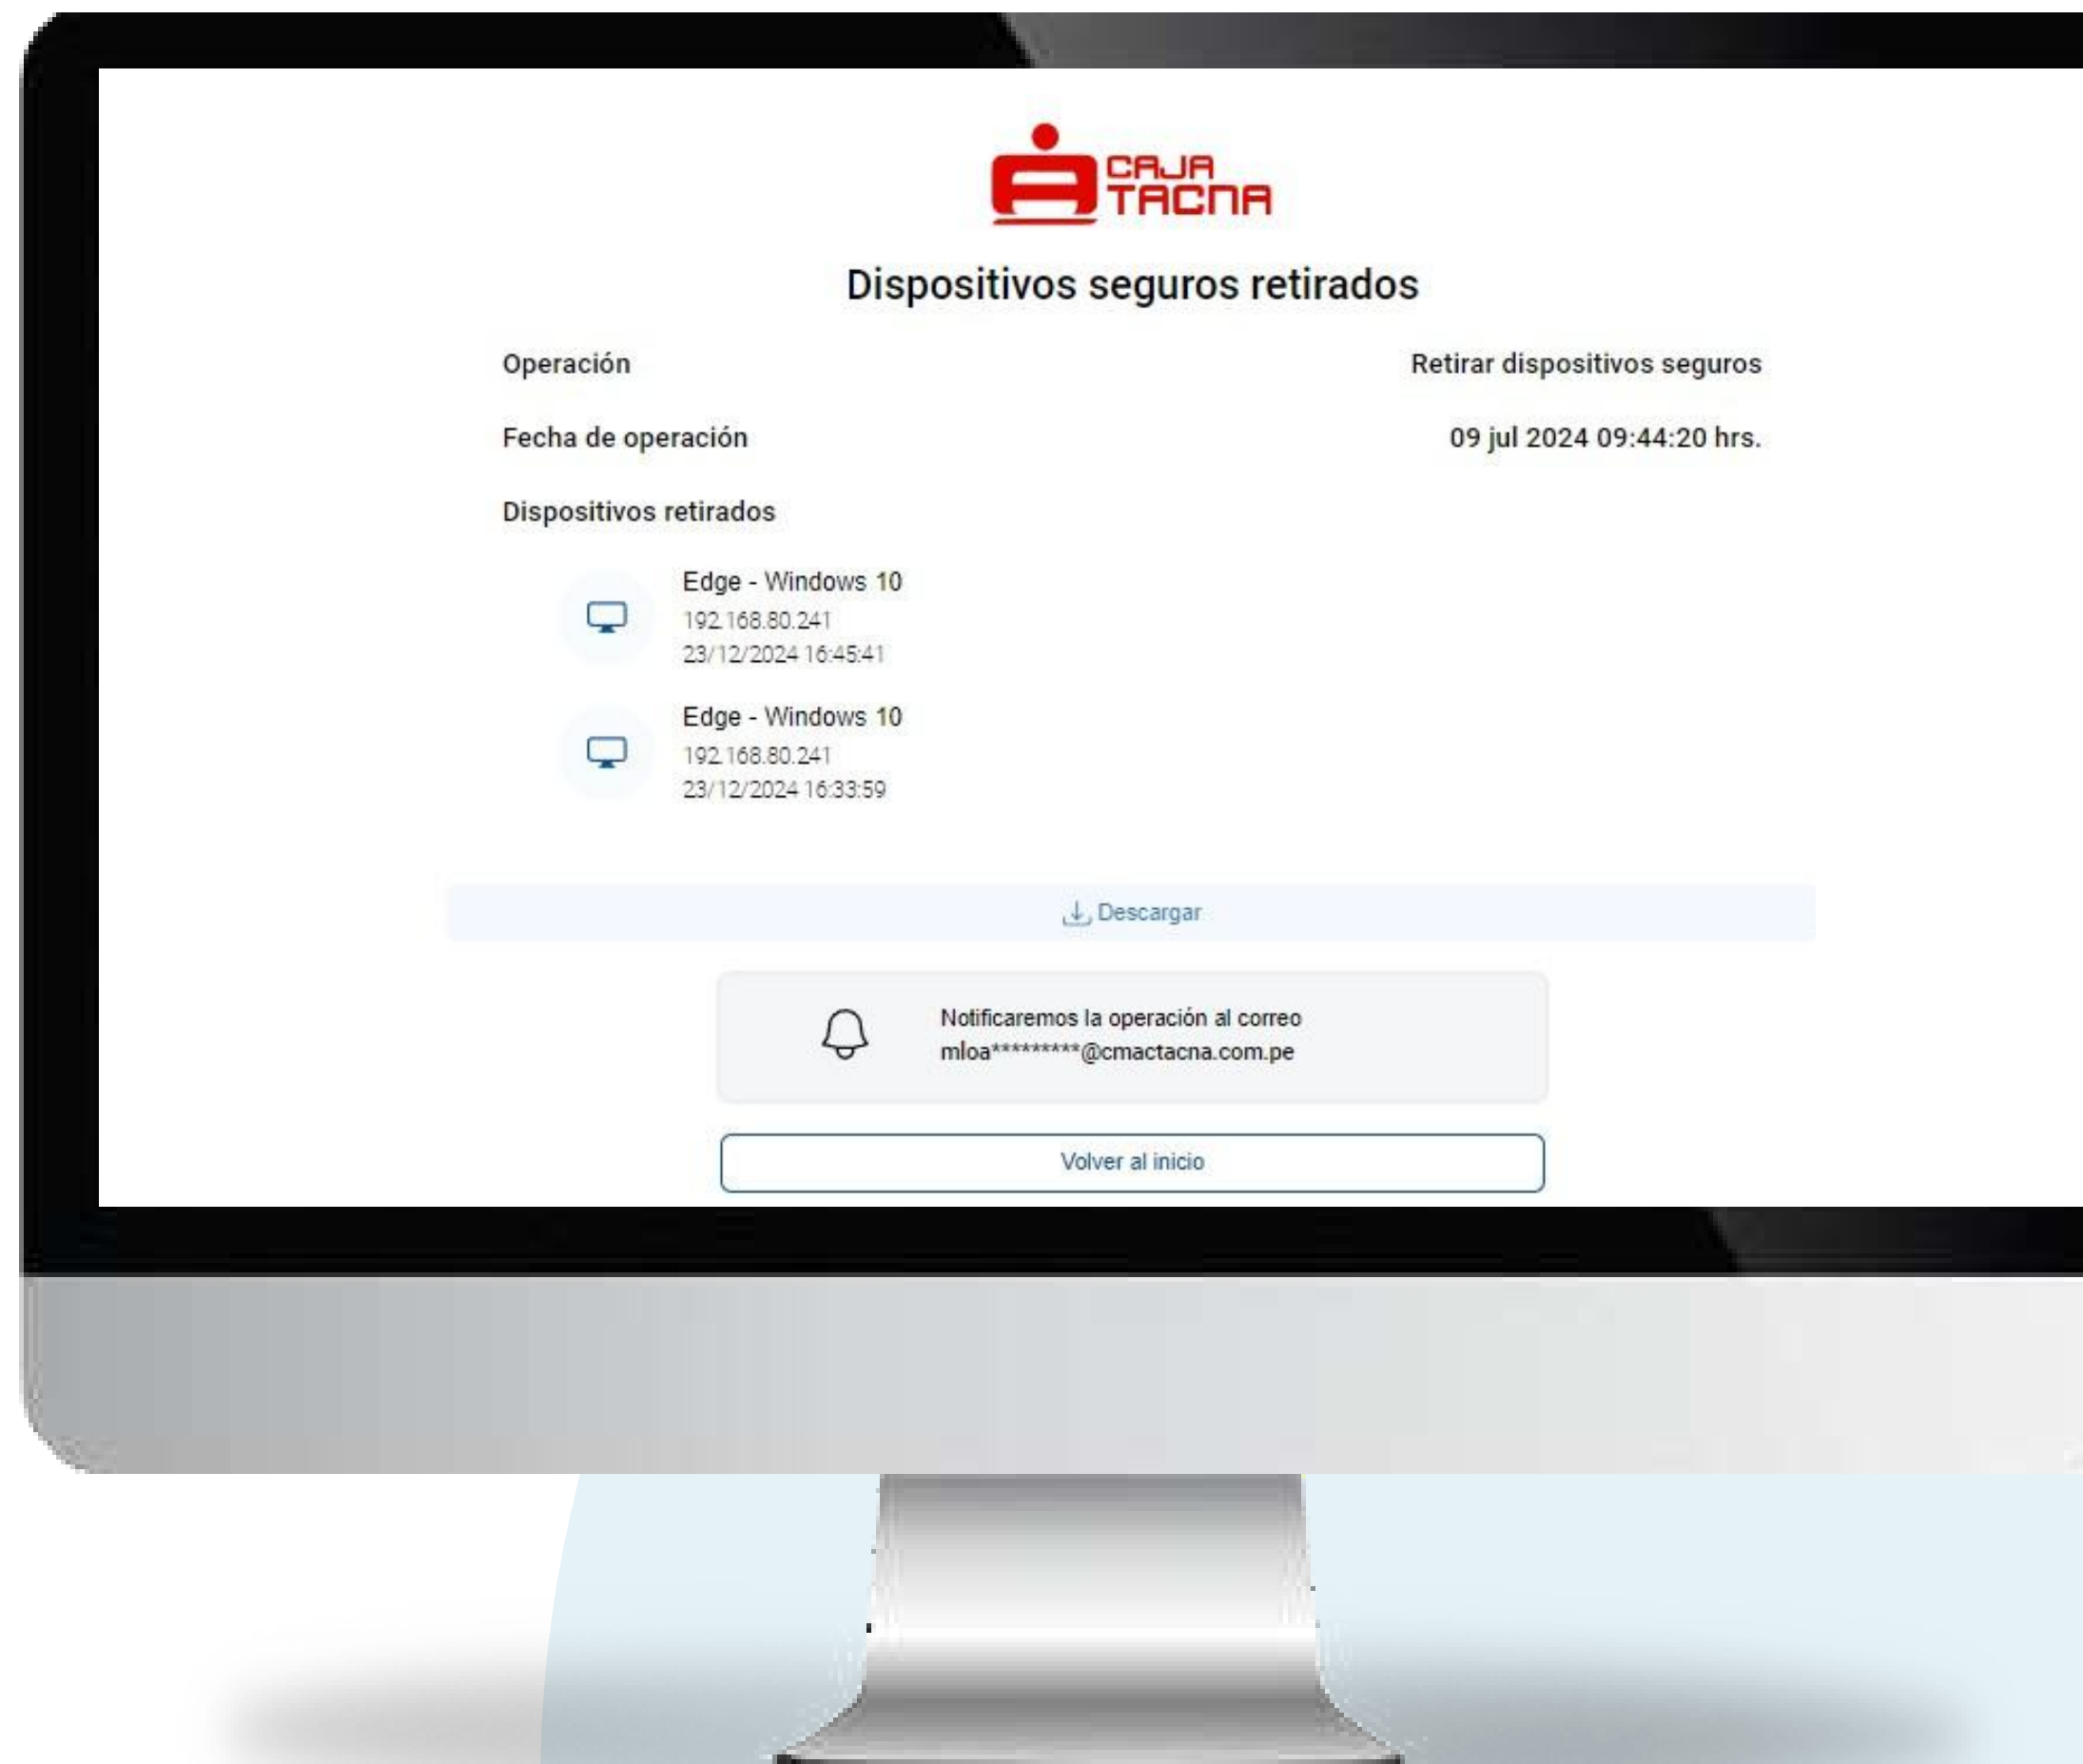 CAJA
TACNA
Dispositivos seguros retirados
Operación Retirar dispositivos seguros
Fecha de operación 09 jul 2024 09:44:20 hrs.
Dispositivos retirados
Edge - Windows 10
192.168.80.241
23/12/2024 16:45:41
Edge - Windows 10
192.168.80.241
23/12/2024 16:33:59
Descargar
Notificaremos la operación al correo
mloa*********@cmactacna.com.pe
Volver al inicio